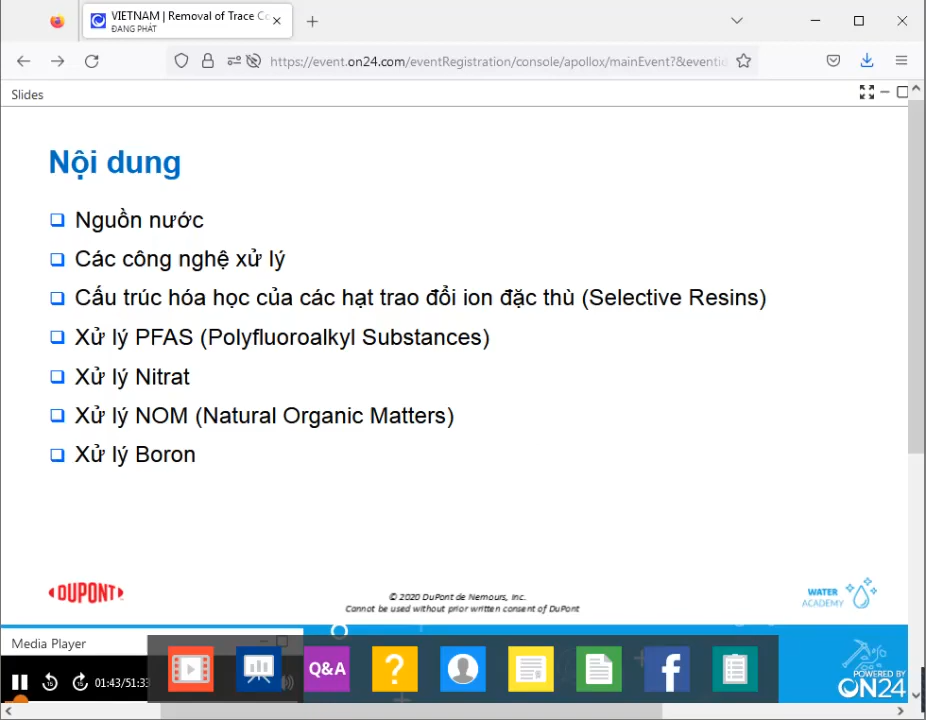 VIETNAM | Removal of Trace Co
ĐANG PHÁT
https://event.on24.com/eventRegistration/console/apollox/mainEvent?&eventic
Slides
Nội dung
Nguồn nước
Các công nghệ xử lý
Cấu trúc hóa học của các hạt trao đổi ion đặc thù (Selective Resins)
Xử lý PFAS (Polyfluoroalkyl Substances)
Xử lý Nitrat
Xử lý NOM (Natural Organic Matters)
Xử lý Boron
DUPONT
© 2020 DuPont de Nemours, Inc.
Cannot be used without prior written consent of DuPont
WATER
ACADEMY
Media Player
15
15
01:43/51:33
Q&A
?
f
POWERED BY
ON24